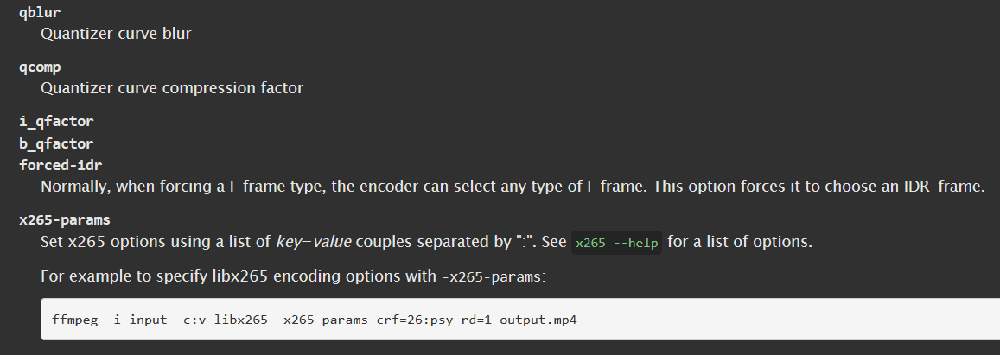 qblur
Quantizer curve blur
qcomp
Quantizer curve compression factor
i_qfactor
b_qfactor
forced-idr
Normally, when forcing a I-frame type, the encoder can select any type of I-frame. This option forces it to choose an IDR-frame.
x265-params
Set x265 options using a list of key=value couples separated by ":". See x265 --help for a list of options.
For example to specify libx265 encoding options with -x265-params:
ffmpeg -i input -c:v libx265 -x265-params crf=26:psy-rd=1 output.mp4